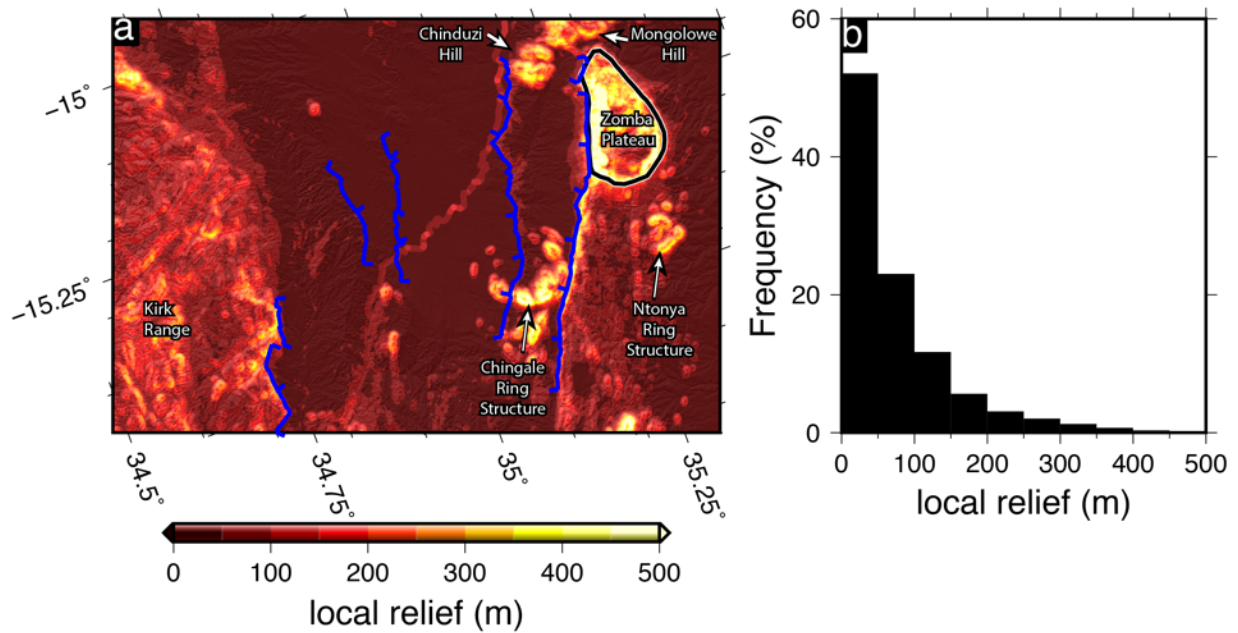 a
Chinduzi
Hill
Mongolowe
Hill
Zomba
Plateau
Kirk
Range
Chingale
Ring
Structure
Ntonya
Ring
Structure
−15°
−15.25°
34.5°
34.75°
35°
35.25°
0 100 200 300 400 500
local relief (m)
b
60
40
20
0
Frequency (%)
0 100 200 300 400 500
local relief (m)